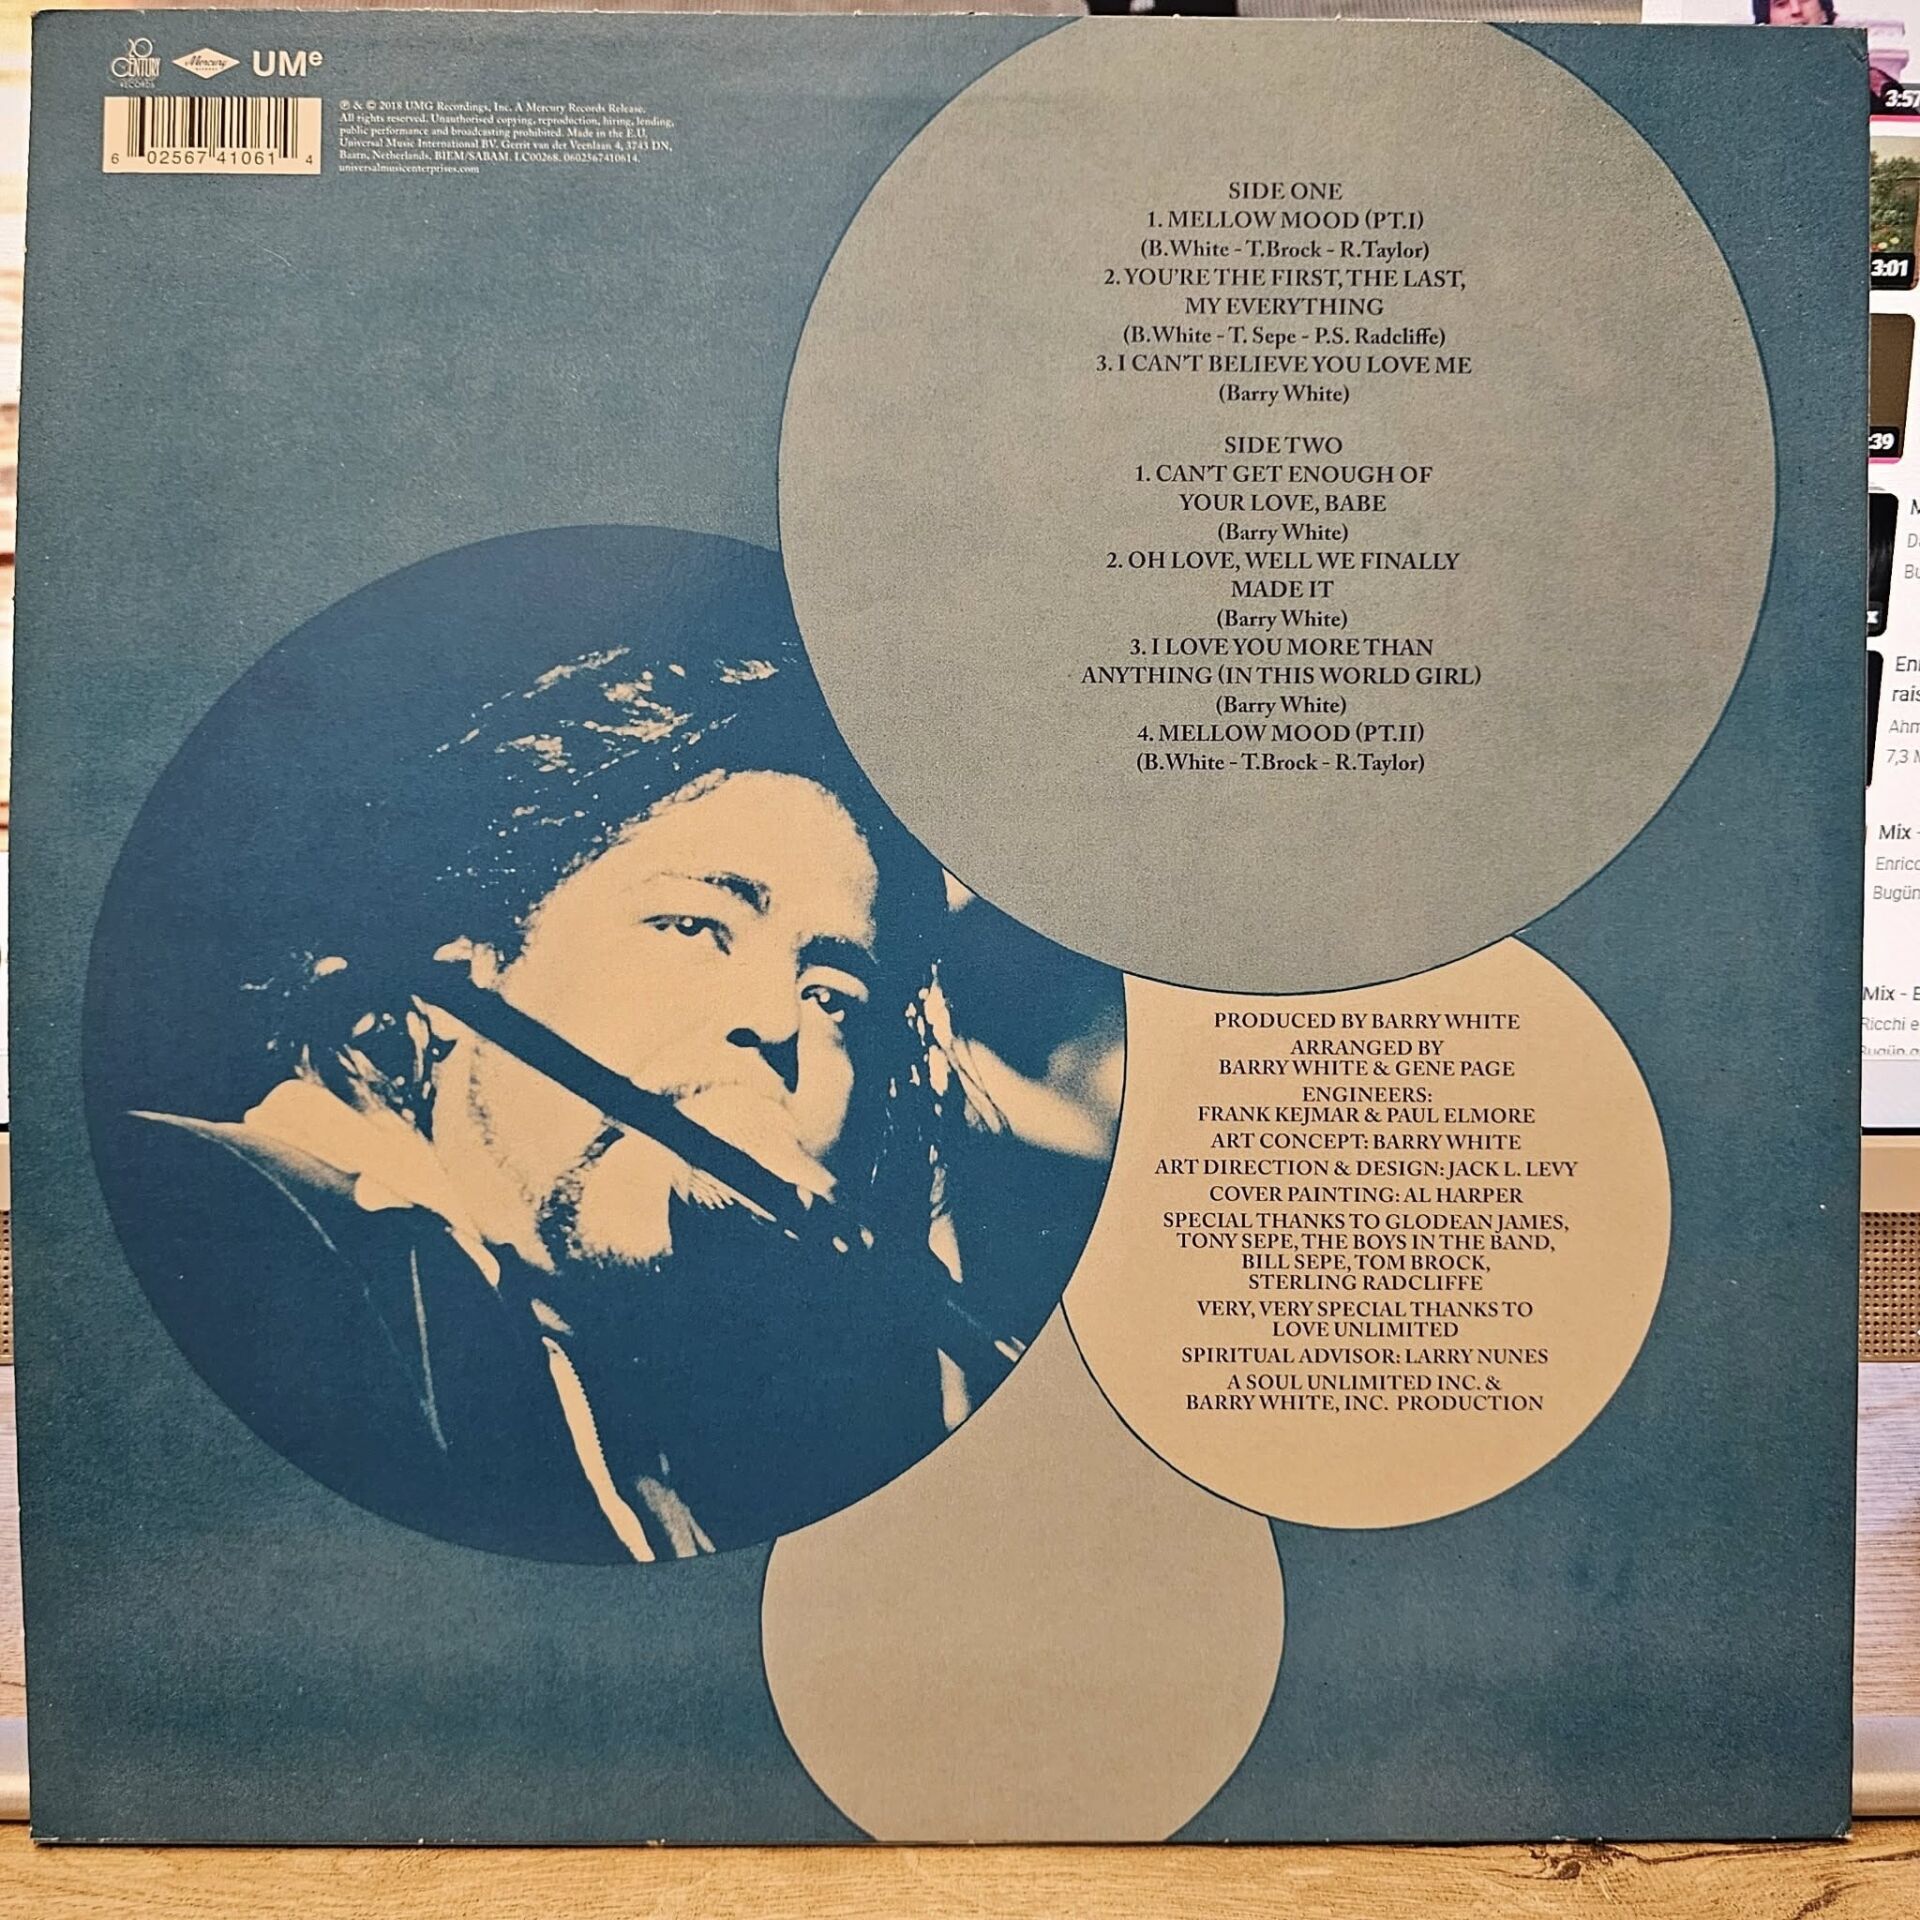 20
CENTURY
RECORDS
Mercury
UMe
6 02567 41061 4
℗ & © 2018 UMG Recordings, Inc. A Mercury Records Release.
All rights reserved. Unauthorised copying, reproduction, hiring, lending,
public performance and broadcasting prohibited. Made in the E.U.
Universal Music International BV. Gerrit van der Veenlaan 4, 3743 DN,
Baarn, Netherlands. BIEM/SABAM. LC00268. 0602567410614.
universalmusicenterprises.com
SIDE ONE
1. MELLOW MOOD (PT.I)
(B.White - T.Brock - R.Taylor)
2. YOU'RE THE FIRST, THE LAST,
MY EVERYTHING
(B.White - T. Sepe - P.S. Radcliffe)
3. I CAN'T BELIEVE YOU LOVE ME
(Barry White)
SIDE TWO
1. CAN'T GET ENOUGH OF
YOUR LOVE, BABE
(Barry White)
2. OH LOVE, WELL WE FINALLY
MADE IT
(Barry White)
3. I LOVE YOU MORE THAN
ANYTHING (IN THIS WORLD GIRL)
(Barry White)
4. MELLOW MOOD (PT.II)
(B.White - T.Brock - R.Taylor)
PRODUCED BY BARRY WHITE
ARRANGED BY
BARRY WHITE & GENE PAGE
ENGINEERS:
FRANK KEJMAR & PAUL ELMORE
ART CONCEPT: BARRY WHITE
ART DIRECTION & DESIGN: JACK L. LEVY
COVER PAINTING: AL HARPER
SPECIAL THANKS TO GLODEAN JAMES,
TONY SEPE, THE BOYS IN THE BAND,
BILL SEPE, TOM BROCK,
STERLING RADCLIFFE
VERY, VERY SPECIAL THANKS TO
LOVE UNLIMITED
SPIRITUAL ADVISOR: LARRY NUNES
A SOUL UNLIMITED INC. &
BARRY WHITE, INC. PRODUCTION
3:57
3:01
:39
Mix -
Enrico
Bugün
Mix - E
Ricchi e